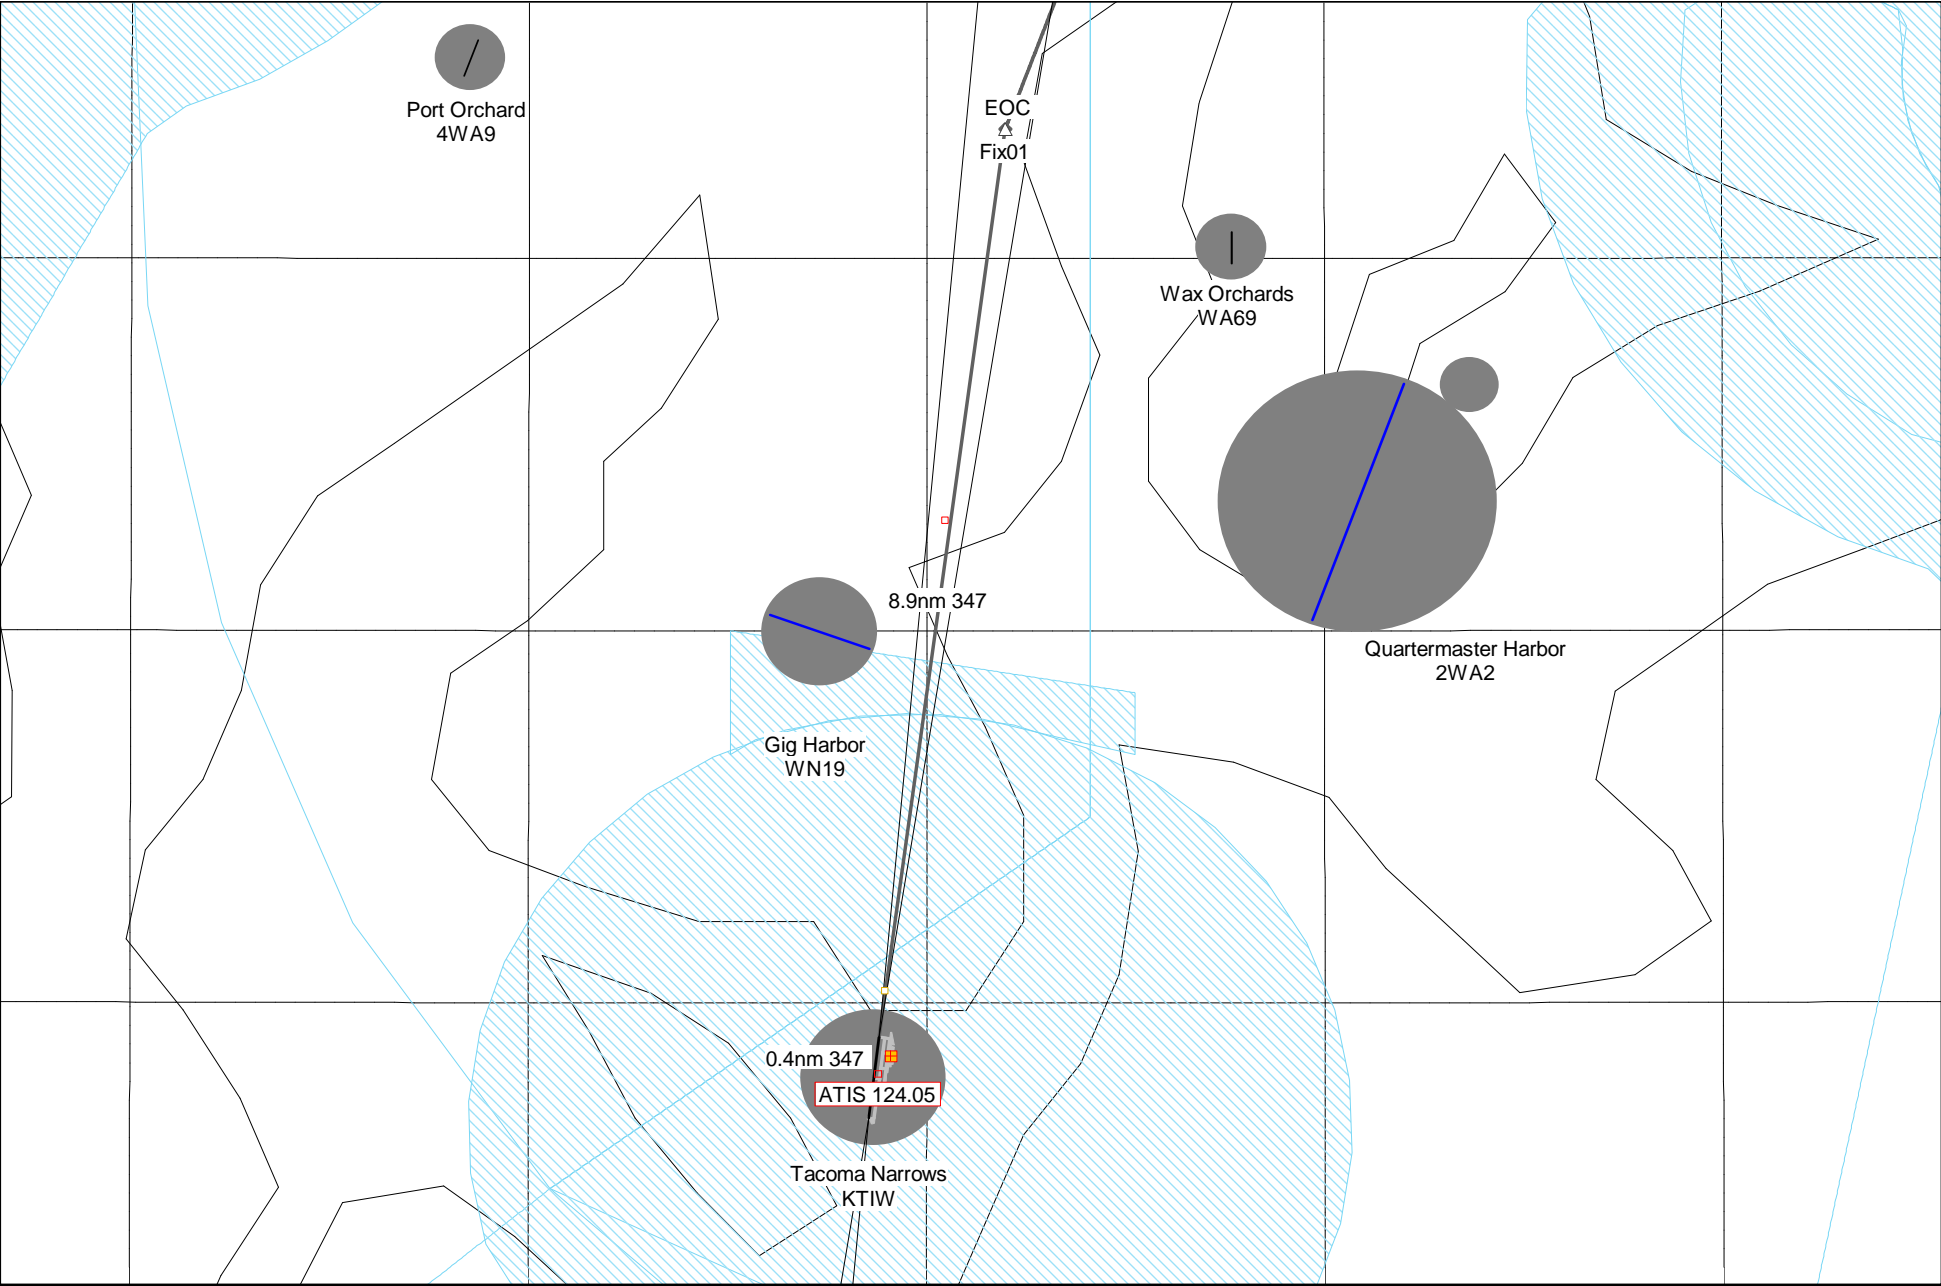 Port Orchard
4WA9
EOC
Fix01
Wax Orchards
WA69
8.9nm 347
Quartermaster Harbor
2WA2
Gig Harbor
WN19
0.4nm 347
ATIS 124.05
Tacoma Narrows
KTIW